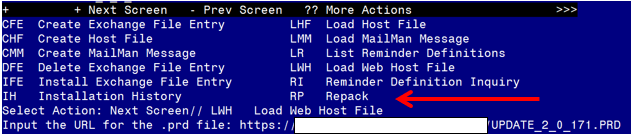 + + Next Screen - Prev Screen ?? More Actions >>>
CFE Create Exchange File Entry LHF Load Host File
CHF Create Host File LMM Load MailMan Message
CMM Create MailMan Message LR List Reminder Definitions
DFE Delete Exchange File Entry LWH Load Web Host File
IFE Install Exchange File Entry RI Reminder Definition Inquiry
IH Installation History RP Repack
Select Action: Next Screen// LWH Load Web Host File
Input the URL for the .prd file: https:// /UPDATE_2_0_171.PRD